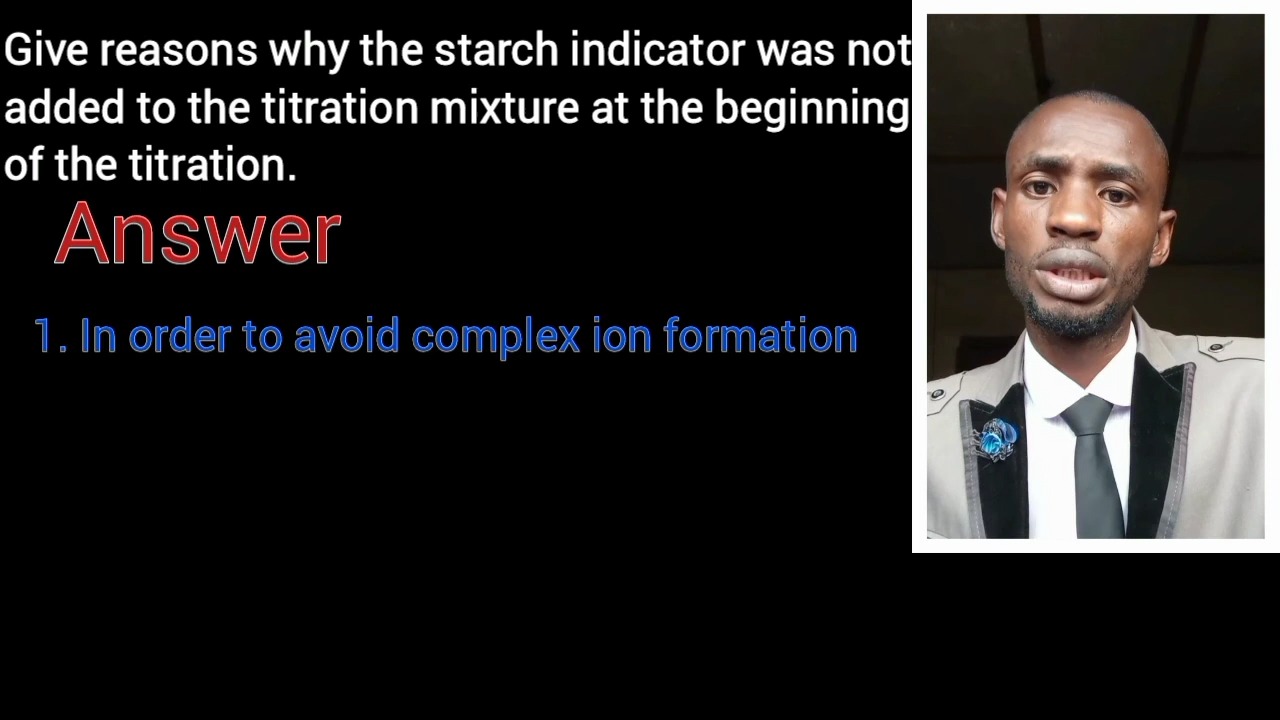 Give reasons why the starch indicator was not
added to the titration mixture at the beginning
of the titration.
Answer
1. In order to avoid complex ion formation